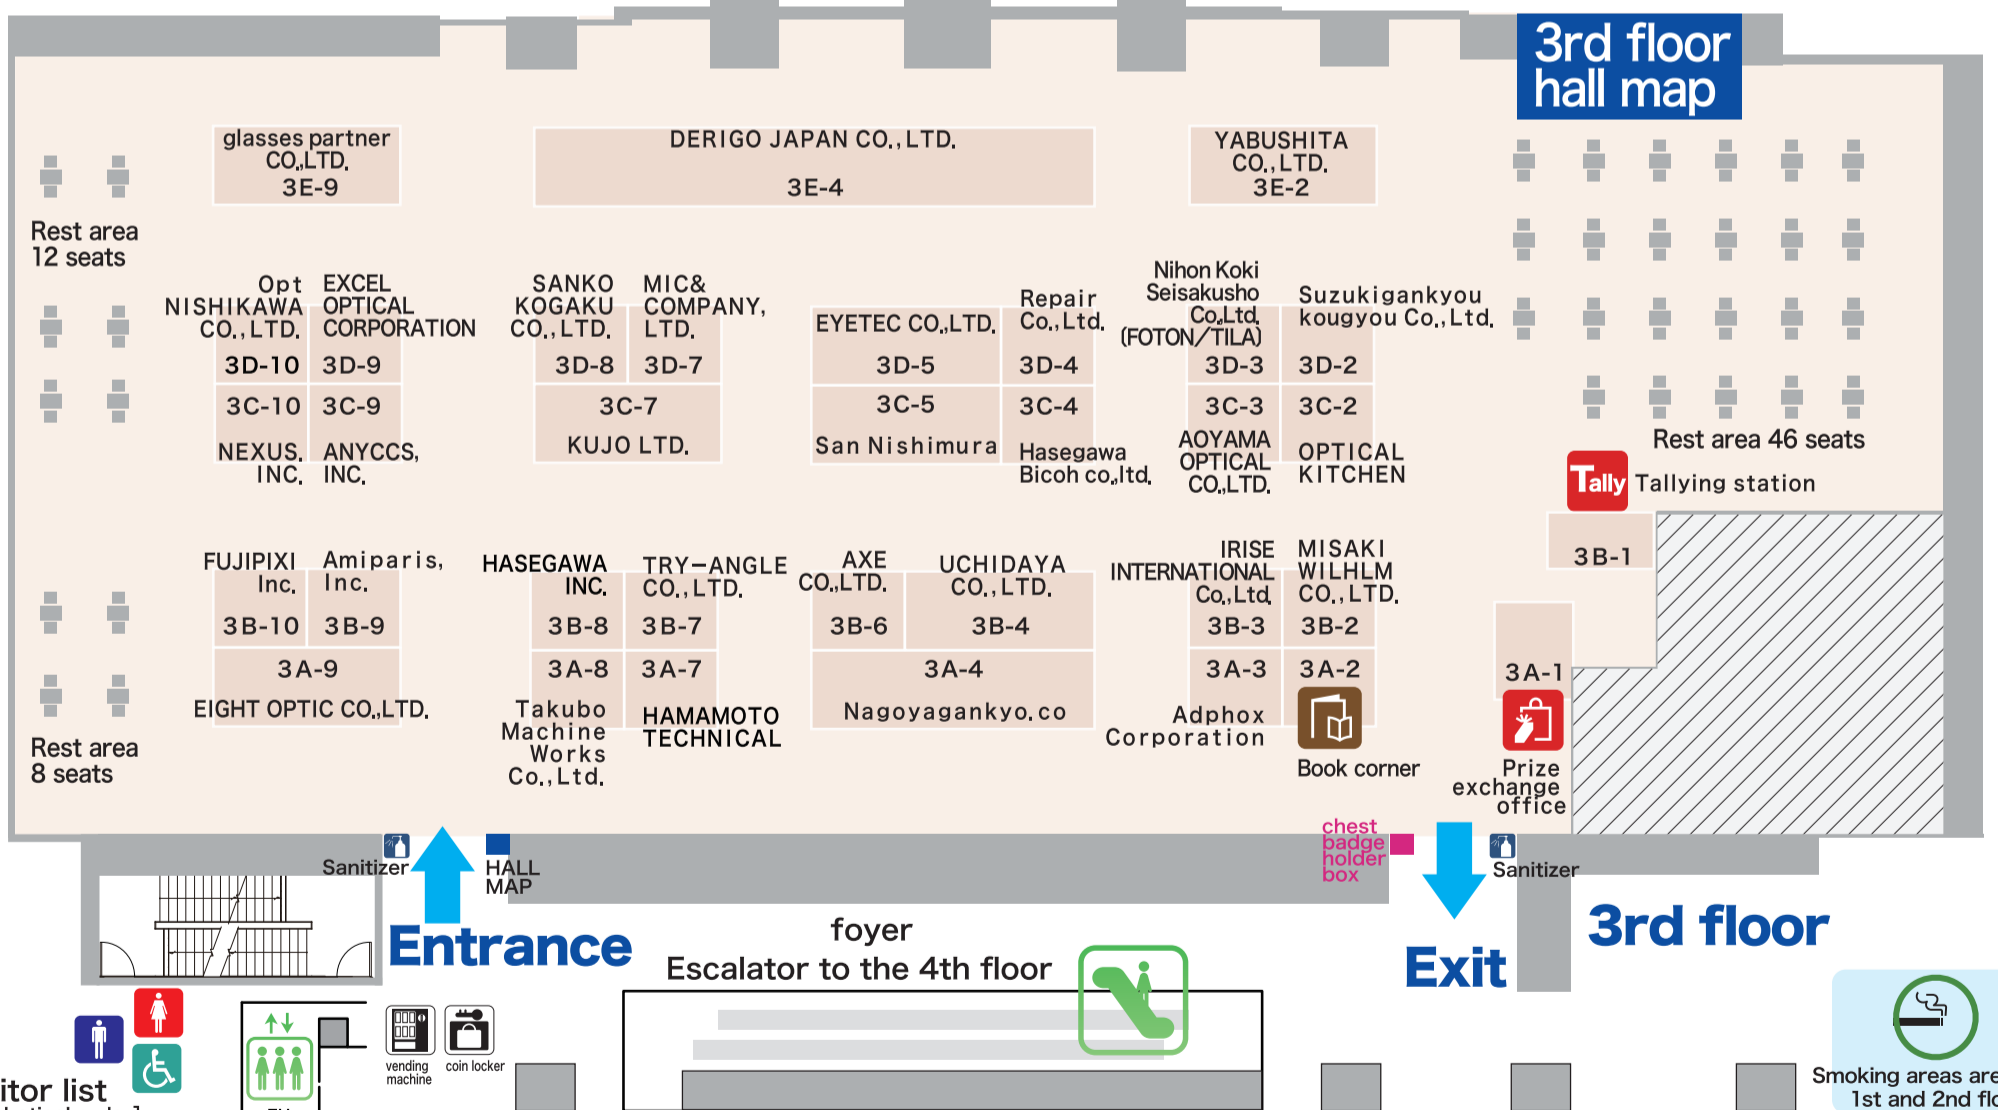 3rd floor
hall map
glasses partner
CO.,LTD.
3E-9
DERIGO JAPAN CO.,LTD.
3E-4
YABUSHITA
CO.,LTD.
3E-2
Rest area
12 seats
Opt
NISHIKAWA
CO.,LTD.
3D-10
EXCEL
OPTICAL
CORPORATION
3D-9
SANKO
KOGAKU
CO.,LTD.
3D-8
MIC&
COMPANY,
LTD.
3D-7
EYETEC CO.,LTD.
3D-5
Repair
Co.,Ltd.
3D-4
Nihon Koki
Seisakusho
Co.,Ltd.
(FOTON/TILA)
3D-3
Suzukigankyou
kougyou Co.,Ltd.
3D-2
3C-10
NEXUS.
INC.
3C-9
ANYCCS,
INC.
3C-7
KUJO LTD.
3C-5
San Nishimura
3C-4
Hasegawa
Bicoh co.,ltd.
3C-3
AOYAMA
OPTICAL
CO.,LTD.
3C-2
OPTICAL
KITCHEN
Rest area 46 seats
Tally
Tallying station
3B-1
FUJIPIXI
Inc.
3B-10
Amiparis,
Inc.
3B-9
HASEGAWA
INC.
3B-8
TRY-ANGLE
CO.,LTD.
3B-7
AXE
CO.,LTD.
3B-6
UCHIDAYA
CO.,LTD.
3B-4
IRISE
INTERNATIONAL
Co.,Ltd.
3B-3
MISAKI
WILHLM
CO.,LTD.
3B-2
3A-9
EIGHT OPTIC CO.,LTD.
3A-8
Takubo
Machine
Works
Co.,Ltd.
3A-7
HAMAMOTO
TECHNICAL
3A-4
Nagoyagankyo.co
3A-3
Adphox
Corporation
3A-2
Book corner
3A-1
Prize
exchange
office
Rest area
8 seats
Sanitizer
HALL
MAP
chest
badge
holder
box
Sanitizer
Entrance
foyer
Escalator to the 4th floor
Exit
3rd floor
vending
machine
coin locker
itor list
Smoking areas are
1st and 2nd flo